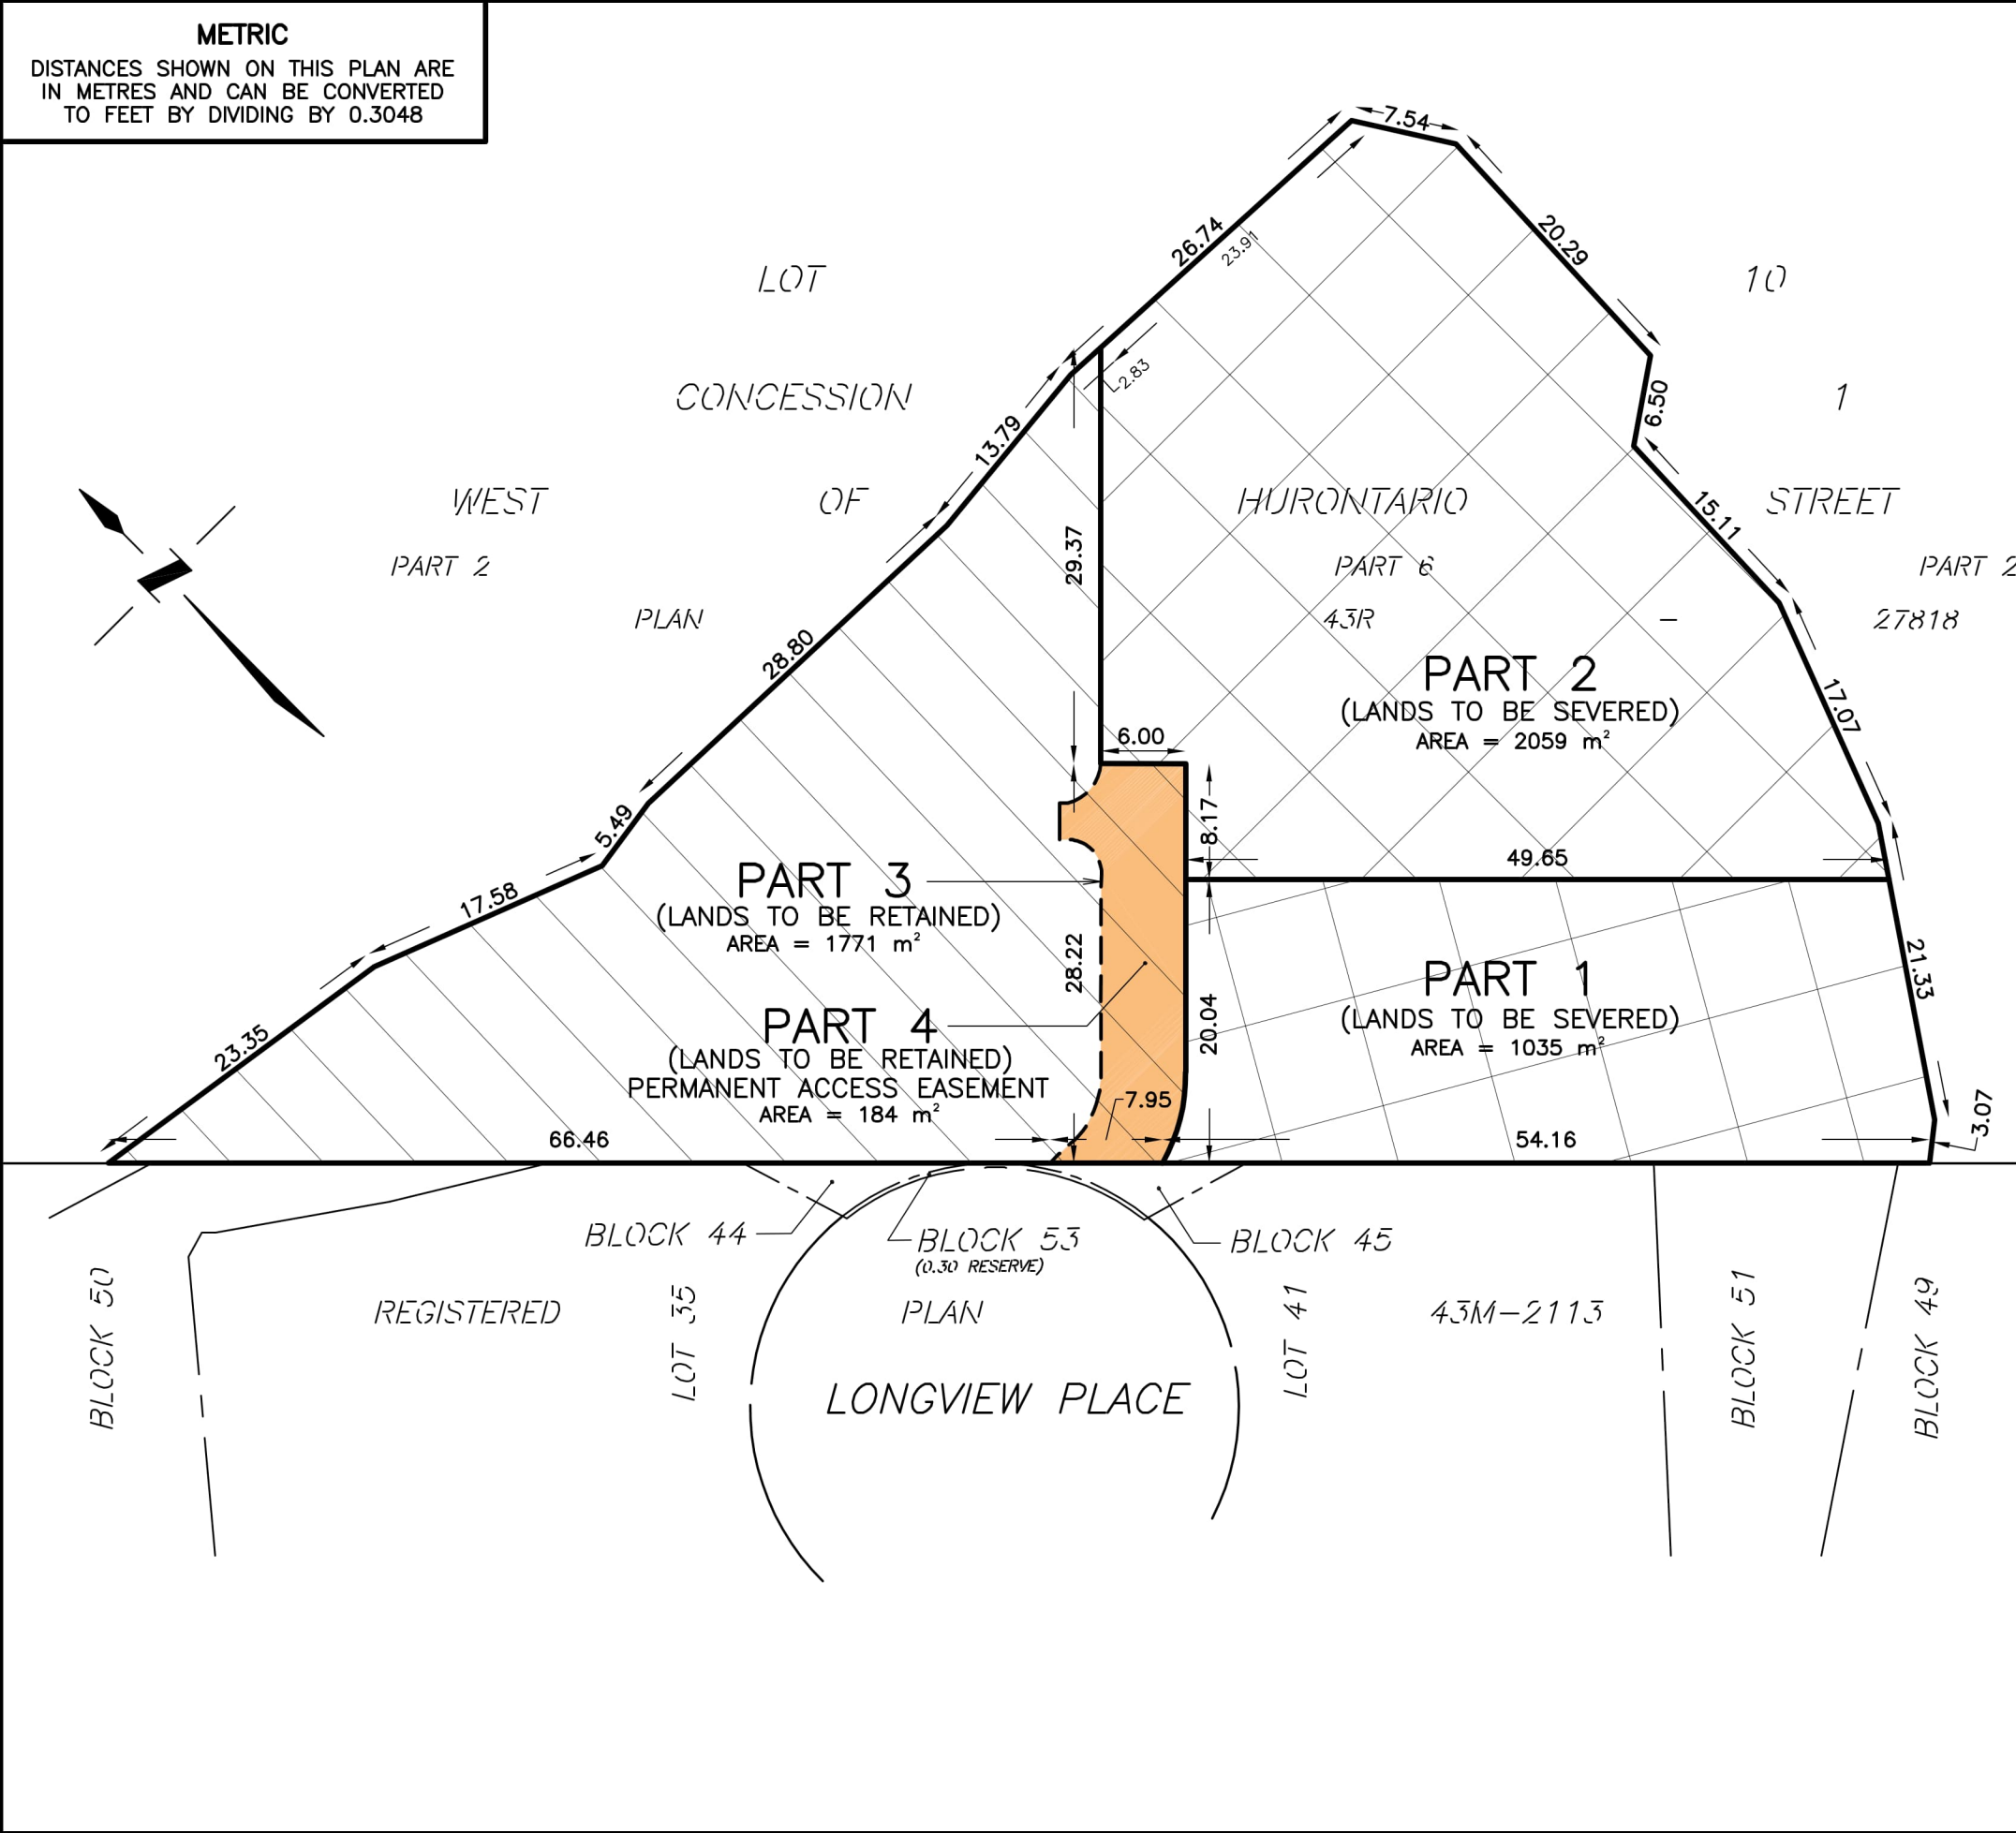 METRIC
DISTANCES SHOWN ON THIS PLAN ARE
IN METRES AND CAN BE CONVERTED
TO FEET BY DIVIDING BY 0.3048
7.54
26.74
23.91
20.29
LOT
10
2.83
CONCESSION
1
6.50
13.79
WEST
OF
HURONTARIO
STREET
15.11
29.37
PART 2
PART 6
PART 2
PLAN
43R
-
27818
28.80
PART 2
(LANDS TO BE SEVERED)
AREA = 2059 m²
17.07
6.00
8.17
5.49
49.65
PART 3
(LANDS TO BE RETAINED)
AREA = 1771 m²
17.58
28.22
21.33
PART 1
(LANDS TO BE SEVERED)
AREA = 1035 m²
PART 4
(LANDS TO BE RETAINED)
PERMANENT ACCESS EASEMENT
AREA = 184 m²
20.04
23.35
7.95
3.07
66.46
54.16
N
BLOCK 44
BLOCK 53
(0.30 RESERVE)
BLOCK 45
BLOCK 50
REGISTERED
LOT 35
PLAN
LOT 41
43M-2113
BLOCK 51
BLOCK 49
LONGVIEW PLACE